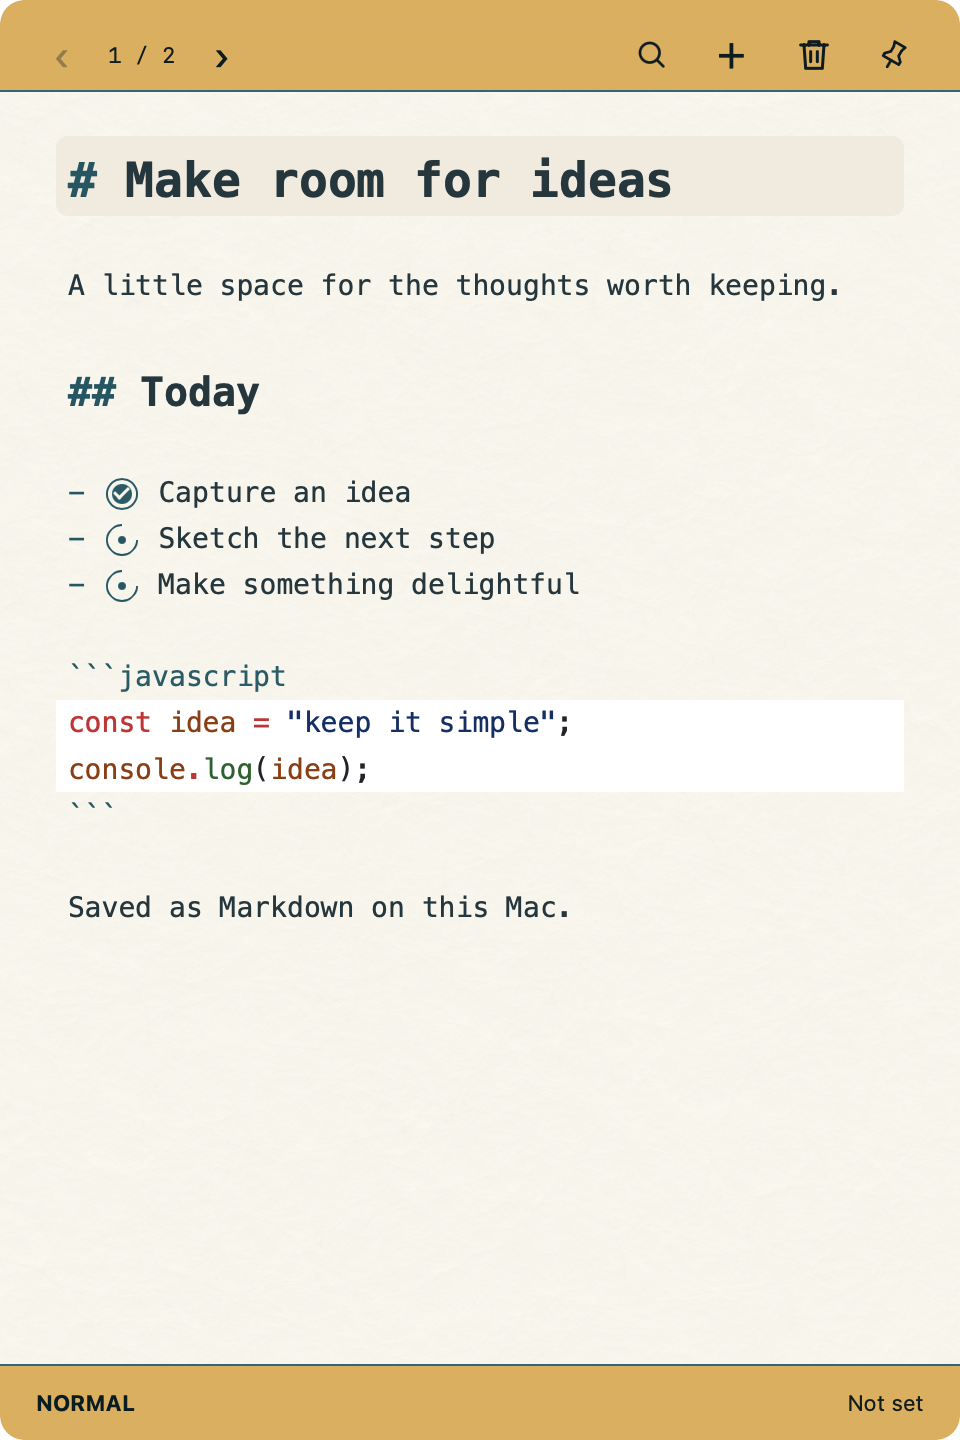 1 / 2
# Make room for ideas
A little space for the thoughts worth keeping.
## Today
- Capture an idea
- Sketch the next step
- Make something delightful
```javascript
const idea = "keep it simple";
console.log(idea);
```
Saved as Markdown on this Mac.
NORMAL
Not set